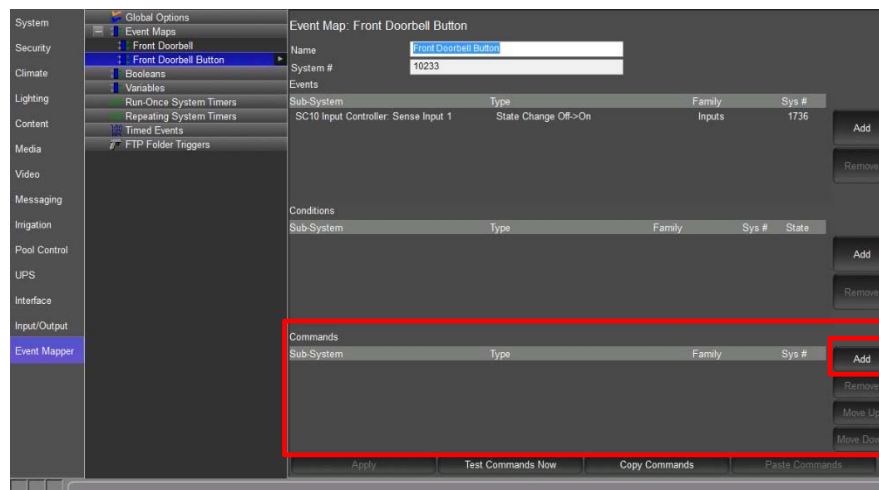 System
Security
Climate
Lighting
Content
Media
Video
Messaging
Irrigation
Pool Control
UPS
Interface
Input/Output
Event Mapper
Global Options
Event Maps
Front Doorbell
Front Doorbell Button
Booleans
Variables
Run-Once System Timers
Repeating System Timers
Timed Events
FTP Folder Triggers
Event Map: Front Doorbell Button
Name Front Doorbell Button
System # 10233
Events
Sub-System Type Family Sys #
SC10 Input Controller: Sense Input 1 State Change Off->On Inputs 1736
Add
Remove
Conditions
Sub-System Type Family Sys # State
Add
Remove
Commands
Sub-System Type Family Sys #
Add
Remove
Move Up
Move Dow
Apply Test Commands Now Copy Commands Paste Commands